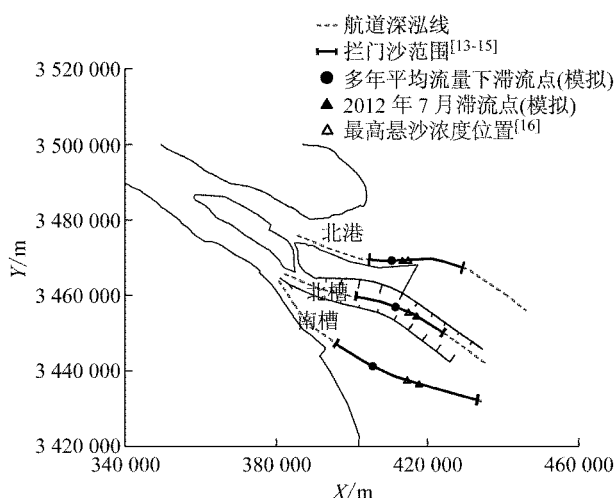 航道深泓线
拦门沙范围[13-15]
多年平均流量下滞流点(模拟)
2012 年 7 月滞流点(模拟)
最高悬沙浓度位置[16]
3 520 000
3 500 000
3 480 000
3 460 000
3 440 000
3 420 000
Y/m
北港
北槽
南槽
340 000
380 000
420 000
460 000
X/m